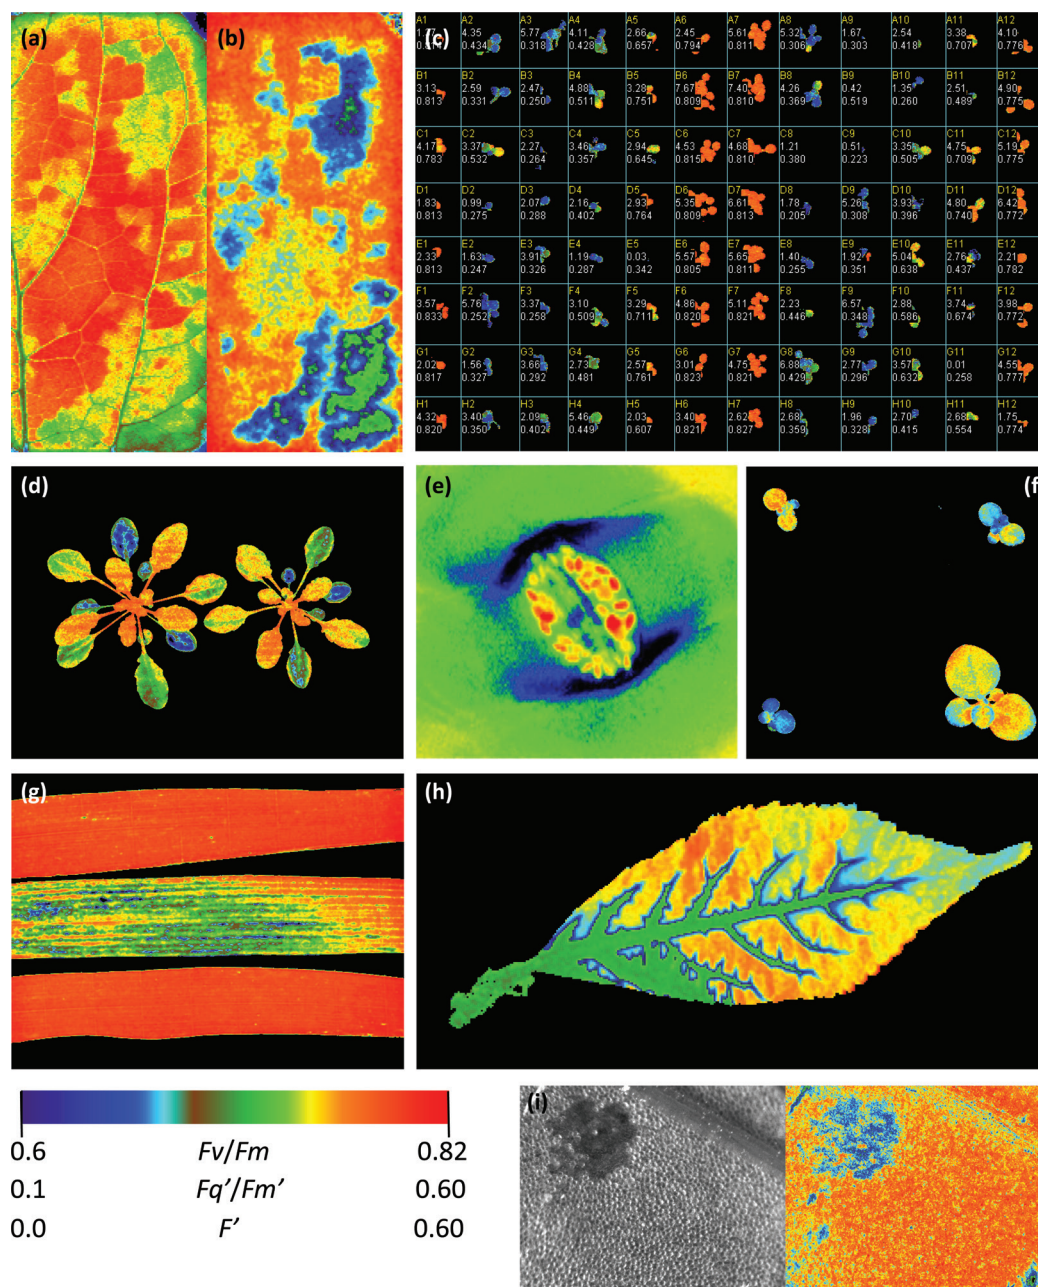 (a)
(b)
(c)
A1 A2 A3 A4 A5 A6 A7 A8 A9 A10 A11 A12
4.35 5.77 4.11 2.66 2.45 5.61 5.32 1.67 2.54 3.38 4.10
0.434 0.318 0.428 0.657 0.794 0.811 0.306 0.303 0.418 0.707 0.776
B1 B2 B3 B4 B5 B6 B7 B8 B9 B10 B11 B12
3.13 2.59 2.47 4.88 3.28 7.67 7.40 4.26 0.42 1.35 2.51 4.90
0.813 0.331 0.250 0.511 0.751 0.809 0.810 0.369 0.519 0.260 0.489 0.775
C1 C2 C3 C4 C5 C6 C7 C8 C9 C10 C11 C12
4.17 3.37 2.27 3.46 2.94 4.53 4.68 1.21 0.51 3.35 4.75 5.19
0.783 0.532 0.264 0.357 0.645 0.815 0.810 0.380 0.223 0.505 0.709 0.775
D1 D2 D3 D4 D5 D6 D7 D8 D9 D10 D11 D12
1.83 0.99 2.07 2.16 2.93 5.35 6.61 1.78 5.26 3.93 4.80 6.42
0.813 0.275 0.288 0.402 0.764 0.809 0.813 0.205 0.308 0.396 0.740 0.772
E1 E2 E3 E4 E5 E6 E7 E8 E9 E10 E11 E12
2.33 1.63 3.91 1.19 0.03 5.57 5.65 1.40 1.92 5.04 2.76 2.21
0.813 0.247 0.326 0.287 0.342 0.805 0.811 0.255 0.351 0.638 0.437 0.782
F1 F2 F3 F4 F5 F6 F7 F8 F9 F10 F11 F12
3.57 5.76 3.37 3.10 3.29 4.86 5.11 2.23 6.57 2.88 3.74 3.98
0.833 0.252 0.258 0.509 0.711 0.820 0.821 0.446 0.348 0.586 0.674 0.772
G1 G2 G3 G4 G5 G6 G7 G8 G9 G10 G11 G12
2.02 1.56 3.66 2.73 2.57 3.01 4.75 6.88 2.77 3.57 0.01 4.55
0.817 0.327 0.292 0.481 0.761 0.823 0.821 0.429 0.296 0.632 0.258 0.777
H1 H2 H3 H4 H5 H6 H7 H8 H9 H10 H11 H12
4.32 3.40 2.09 5.46 2.03 3.40 2.62 2.68 1.96 2.70 2.68 1.75
0.820 0.350 0.402 0.449 0.607 0.821 0.827 0.359 0.328 0.415 0.554 0.774
(d)
(e)
(f)
(g)
(h)
0.6 Fv/Fm 0.82
0.1 Fq'/Fm' 0.60
0.0 F' 0.60
(i)